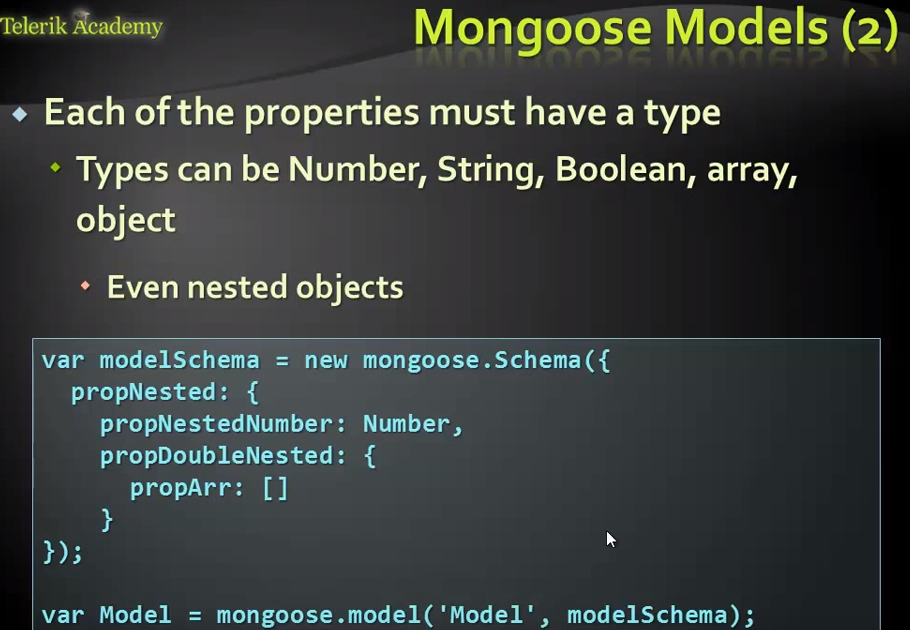 Telerik Academy
Mongoose Models (2)
Each of the properties must have a type
Types can be Number, String, Boolean, array,
object
Even nested objects
var modelSchema = new mongoose.Schema({
  propNested: {
    propNestedNumber: Number,
    propDoubleNested: {
      propArr: []
    }
});
var Model = mongoose.model('Model', modelSchema);